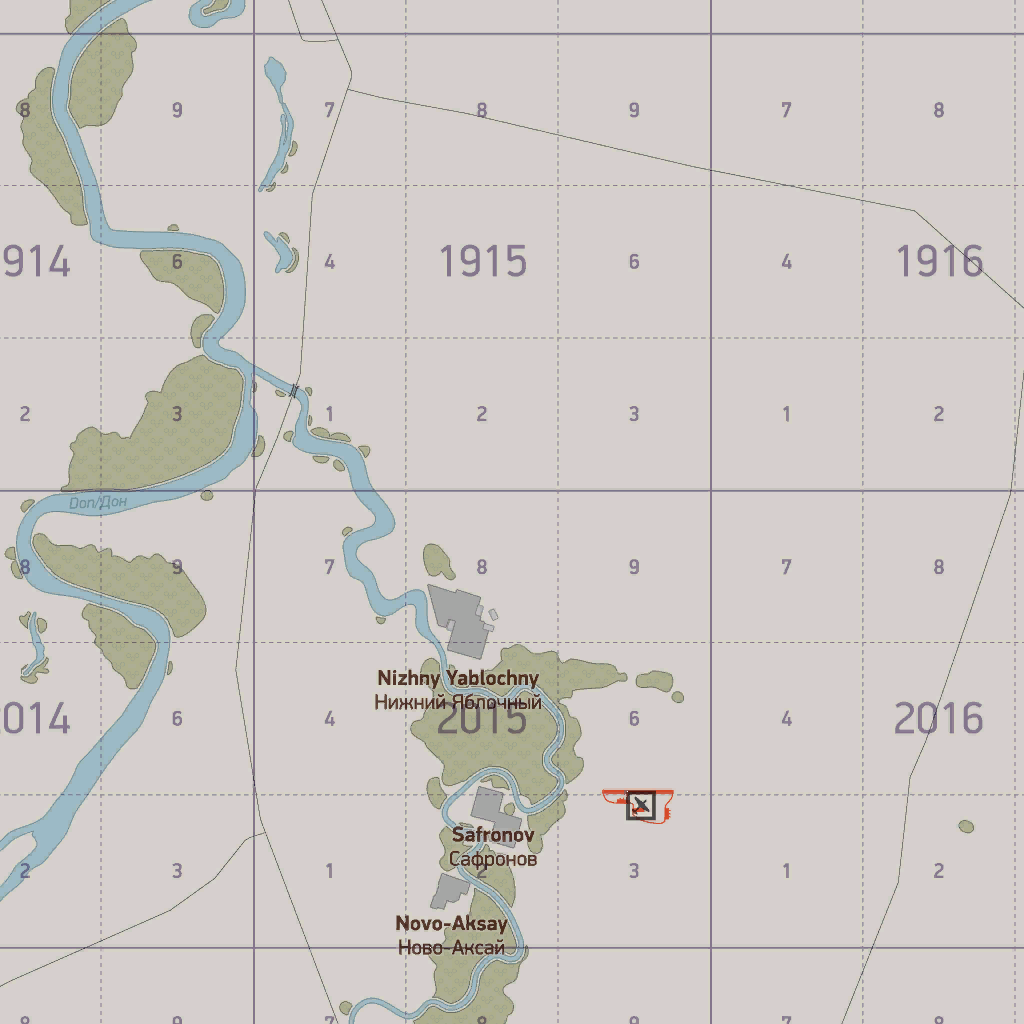 8 9 7 8 9 7 8
914 6 4 1915 6 4 1916
2 3 1 2 3 1 2
Don/Дон
8 9 7 8 9 7 8
Nizhny Yablochny
Нижний Яблочный
014 6 4 2015 6 4 2016
Safronov
Сафронов
2 3 1 2 3 1 2
Novo-Aksay
Ново-Аксай
8 9 7 8 9 7 8